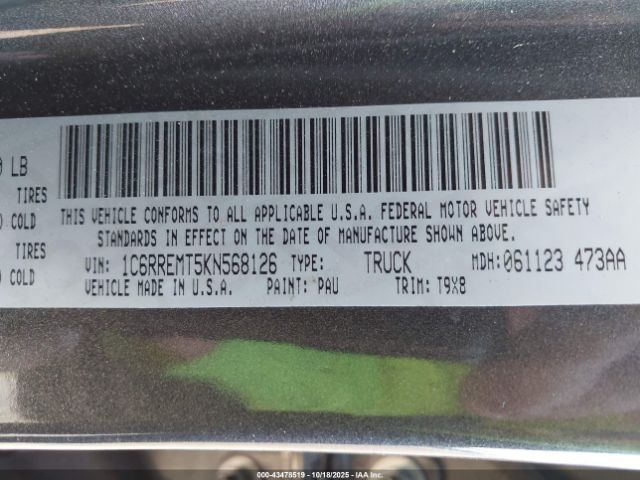 LB
TIRES
COLD
TIRES
COLD
THIS VEHICLE CONFORMS TO ALL APPLICABLE U.S.A. FEDERAL MOTOR VEHICLE SAFETY
STANDARDS IN EFFECT ON THE DATE OF MANUFACTURE SHOWN ABOVE.
VIN: 1C6RREMT5KN568126 TYPE: TRUCK MDH:061123 473AA
VEHICLE MADE IN U.S.A. PAINT: PAU TRIM: T9X8
000-43478519 | 10/18/2025 - IAA